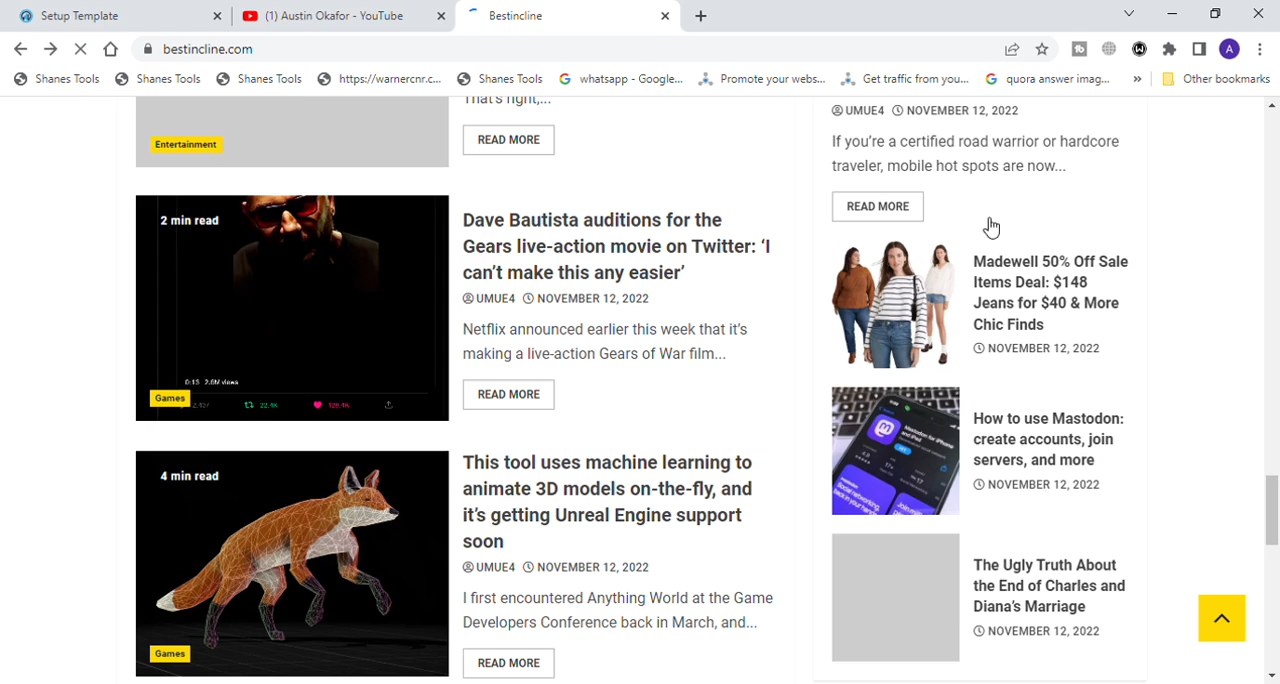 Setup Template
(1) Austin Okafor - YouTube
Bestincline
bestincline.com
A
Shanes Tools
Shanes Tools
Shanes Tools
https://warnercnr.c...
Shanes Tools
whatsapp - Google...
Promote your webs...
Get traffic from you...
quora answer imag...
»
Other bookmarks
That's right,...
READ MORE
Entertainment
2 min read
0:13 2.0M views
22.4K
Games
Dave Bautista auditions for the
Gears live-action movie on Twitter: ‘I
can’t make this any easier’
UMUE4 NOVEMBER 12, 2022
Netflix announced earlier this week that it’s
making a live-action Gears of War film...
READ MORE
4 min read
Games
This tool uses machine learning to
animate 3D models on-the-fly, and
it’s getting Unreal Engine support
soon
UMUE4 NOVEMBER 12, 2022
I first encountered Anything World at the Game
Developers Conference back in March, and...
READ MORE
UMUE4 NOVEMBER 12, 2022
If you’re a certified road warrior or hardcore
traveler, mobile hot spots are now...
READ MORE
Madewell 50% Off Sale
Items Deal: $148
Jeans for $40 & More
Chic Finds
NOVEMBER 12, 2022
How to use Mastodon:
create accounts, join
servers, and more
NOVEMBER 12, 2022
The Ugly Truth About
the End of Charles and
Diana’s Marriage
NOVEMBER 12, 2022